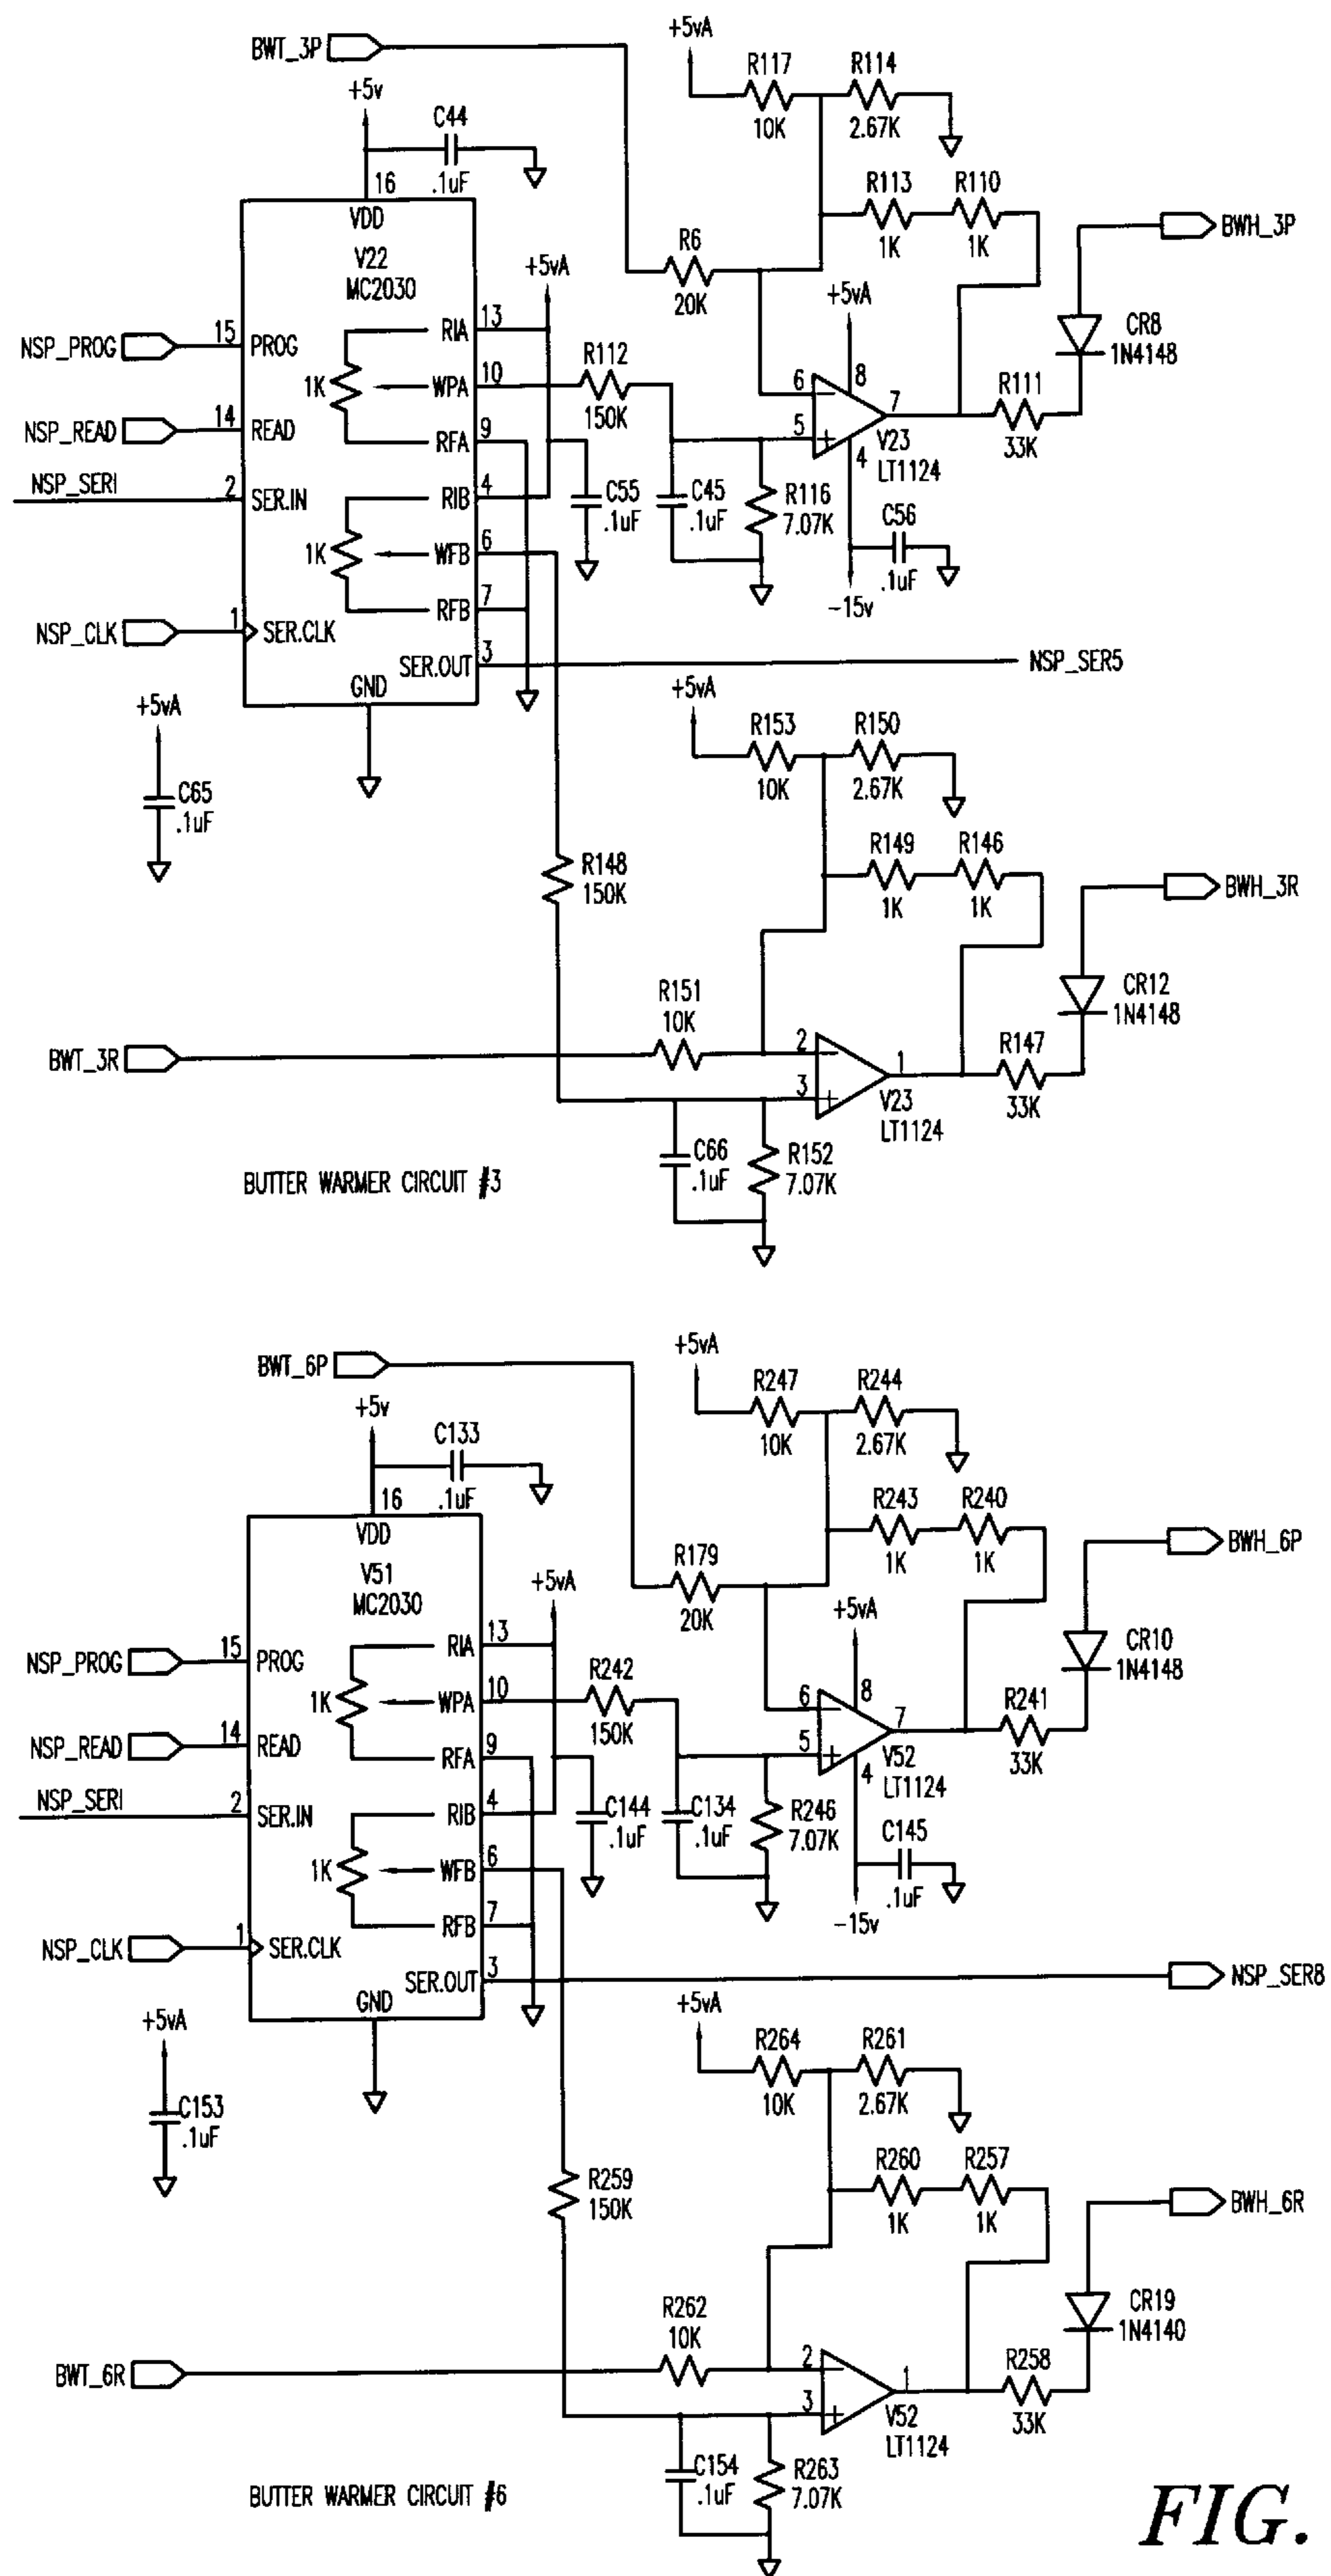 BWT_3P
+5vA
R117
10K
R114
2.67K
+5v
C44
.1uF
16
VDD
R113
1K
R110
1K
BWH_3P
V22
MC2030
R6
20K
+5vA
+5vA
CR8
1N4148
NSP_PROG
15
PROG
1K
RIA
13
WPA
10
R112
150K
6
8
7
R111
33K
NSP_READ
14
READ
RFA
9
5
4
V23
LT1124
NSP_SERI
2
SER.IN
RIB
4
C55
.1uF
C45
.1uF
R116
7.07K
C56
.1uF
1K
WFB
6
RFB
7
-15v
NSP_CLK
1
SER.CLK
SER.OUT
3
NSP_SER5
GND
+5vA
+5vA
R153
10K
R150
2.67K
C65
.1uF
R148
150K
R149
1K
R146
1K
BWH_3R
CR12
1N4148
R151
10K
BWT_3R
2
3
1
R147
33K
V23
LT1124
C66
.1uF
R152
7.07K
BUTTER WARMER CIRCUIT #3
BWT_6P
+5vA
R247
10K
R244
2.67K
+5v
C133
.1uF
16
VDD
R243
1K
R240
1K
BWH_6P
V51
MC2030
R179
20K
+5vA
+5vA
CR10
1N4148
NSP_PROG
15
PROG
1K
RIA
13
WPA
10
R242
150K
6
8
7
R241
33K
NSP_READ
14
READ
RFA
9
5
4
V52
LT1124
NSP_SERI
2
SER.IN
RIB
4
C144
.1uF
C134
.1uF
R246
7.07K
C145
.1uF
1K
WFB
6
RFB
7
-15v
NSP_CLK
1
SER.CLK
SER.OUT
3
NSP_SER8
GND
+5vA
+5vA
R264
10K
R261
2.67K
C153
.1uF
R259
150K
R260
1K
R257
1K
BWH_6R
CR19
1N4140
R262
10K
BWT_6R
2
3
1
R258
33K
V52
LT1124
C154
.1uF
R263
7.07K
BUTTER WARMER CIRCUIT #6
FIG.